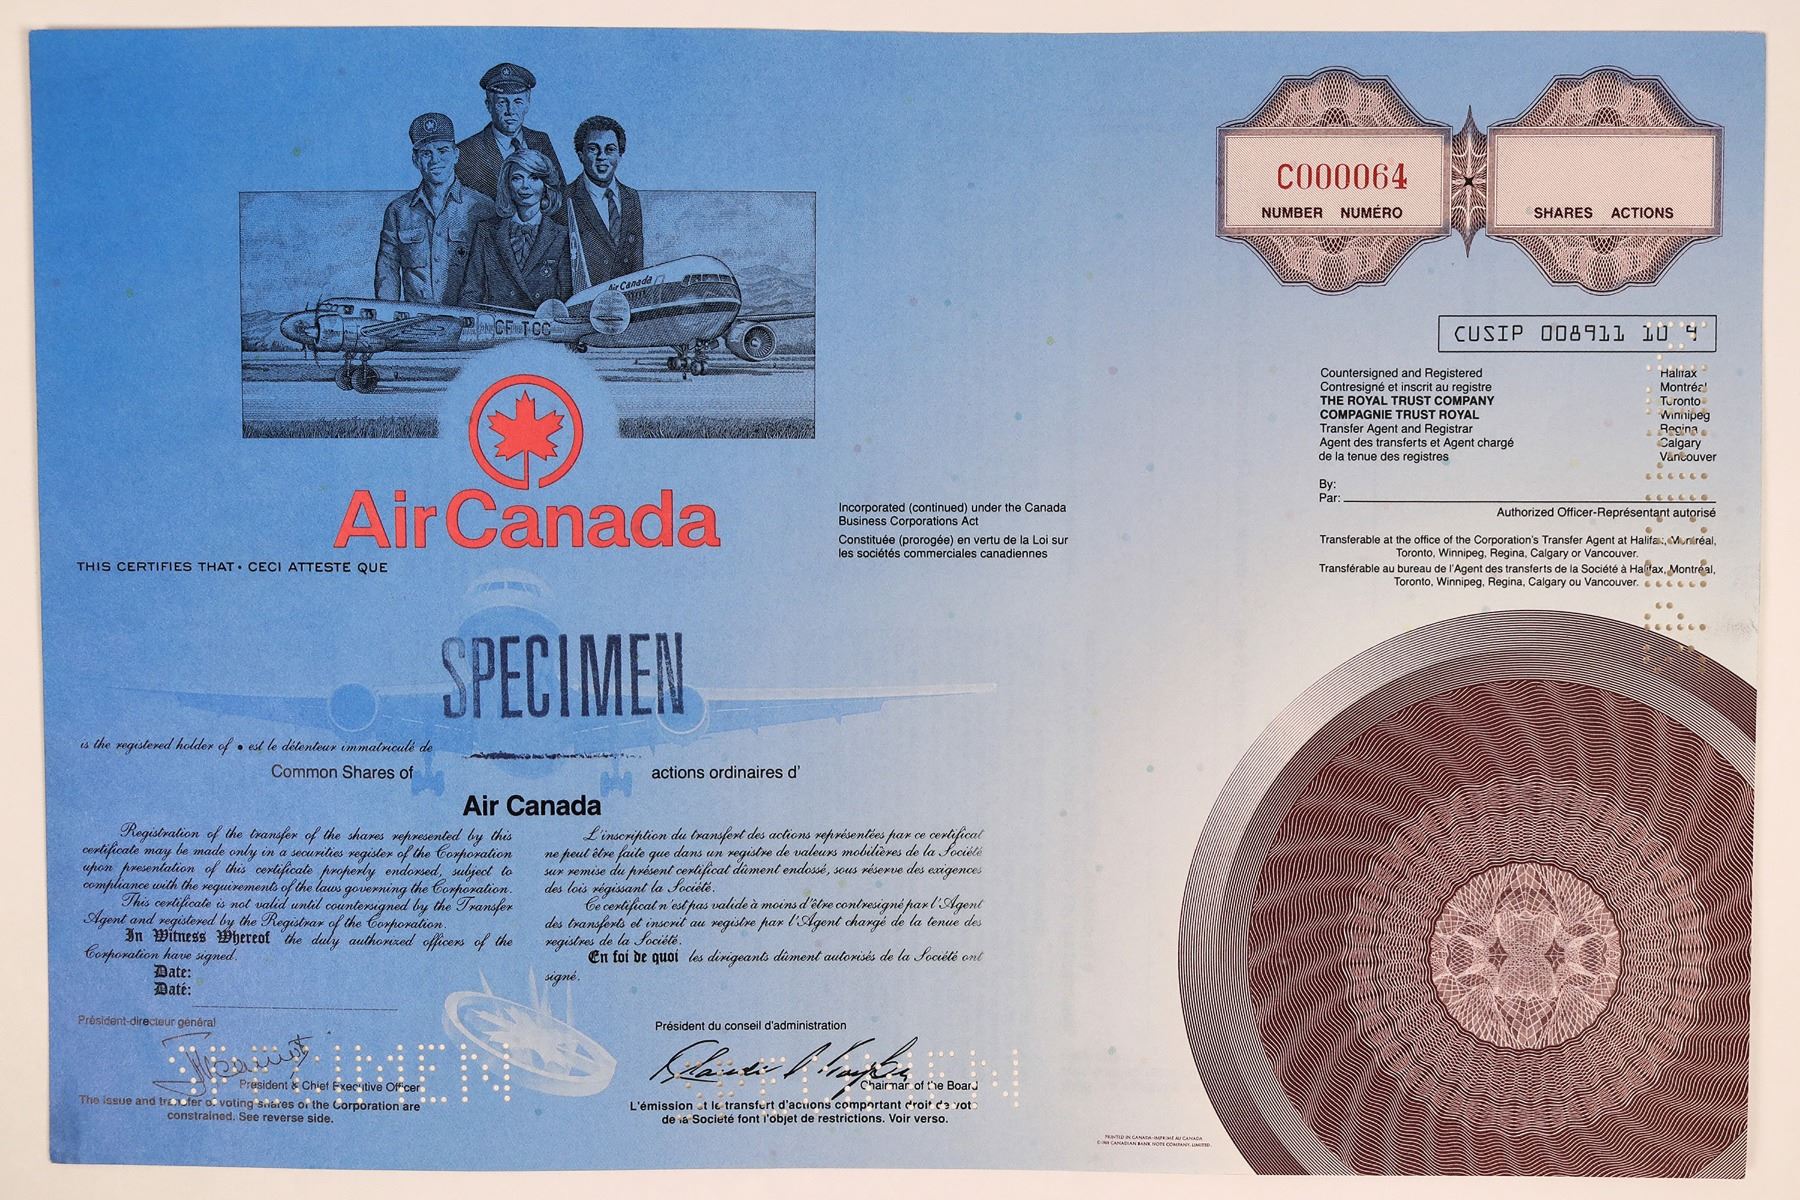 C000064
NUMBER NUMÉRO
SHARES ACTIONS
Air Canada
CF-TCC
CUSIP 008911 10 9
Countersigned and Registered
Contresigné et inscrit au registre
THE ROYAL TRUST COMPANY
COMPAGNIE TRUST ROYAL
Transfer Agent and Registrar
Agent des transferts et Agent chargé
de la tenue des registres
Halifax
Montréal
Toronto
Winnipeg
Regina
Calgary
Vancouver
By:
Par:
Authorized Officer-Représentant autorisé
Transferable at the office of the Corporation's Transfer Agent at Halifax, Montréal,
Toronto, Winnipeg, Regina, Calgary or Vancouver.
Transférable au bureau de l'Agent des transferts de la Société à Halifax, Montréal,
Toronto, Winnipeg, Regina, Calgary ou Vancouver.
Air Canada
Incorporated (continued) under the Canada
Business Corporations Act
Constituée (prorogée) en vertu de la Loi sur
les sociétés commerciales canadiennes
THIS CERTIFIES THAT • CECI ATTESTE QUE
SPECIMEN
is the registered holder of • est le détenteur immatriculé de
Common Shares of
actions ordinaires d'
Air Canada
Registration of the transfer of the shares represented by this
certificate may be made only in a securities register of the Corporation
upon presentation of this certificate properly endorsed, subject to
compliance with the requirements of the laws governing the Corporation.
This certificate is not valid until countersigned by the Transfer
Agent and registered by the Registrar of the Corporation.
In Witness Whereof the duly authorized officers of the
Corporation have signed.
Date:
Daté:
L'inscription du transfert des actions représentées par ce certificat
ne peut être faite que dans un registre de valeurs mobilières de la Société
sur remise du présent certificat dûment endossé, sous réserve des exigences
des lois régissant la Société.
Ce certificat n'est pas valide à moins d'être contresigné par l'Agent
des transferts et inscrit au registre par l'Agent chargé de la tenue des
registres de la Société.
En foi de quoi les dirigeants dûment autorisés de la Société ont
signé.
Président-directeur général
President & Chief Executive Officer
SPECIMEN
The issue and transfer of voting shares of the Corporation are
constrained. See reverse side.
Président du conseil d'administration
Chairman of the Board
SPECIMEN
L'émission et le transfert d'actions comportant droit de vote
de la Société font l'objet de restrictions. Voir verso.
PRINTED IN CANADA-IMPRIMÉ AU CANADA
CANADIAN BANK NOTE COMPANY, LIMITED.